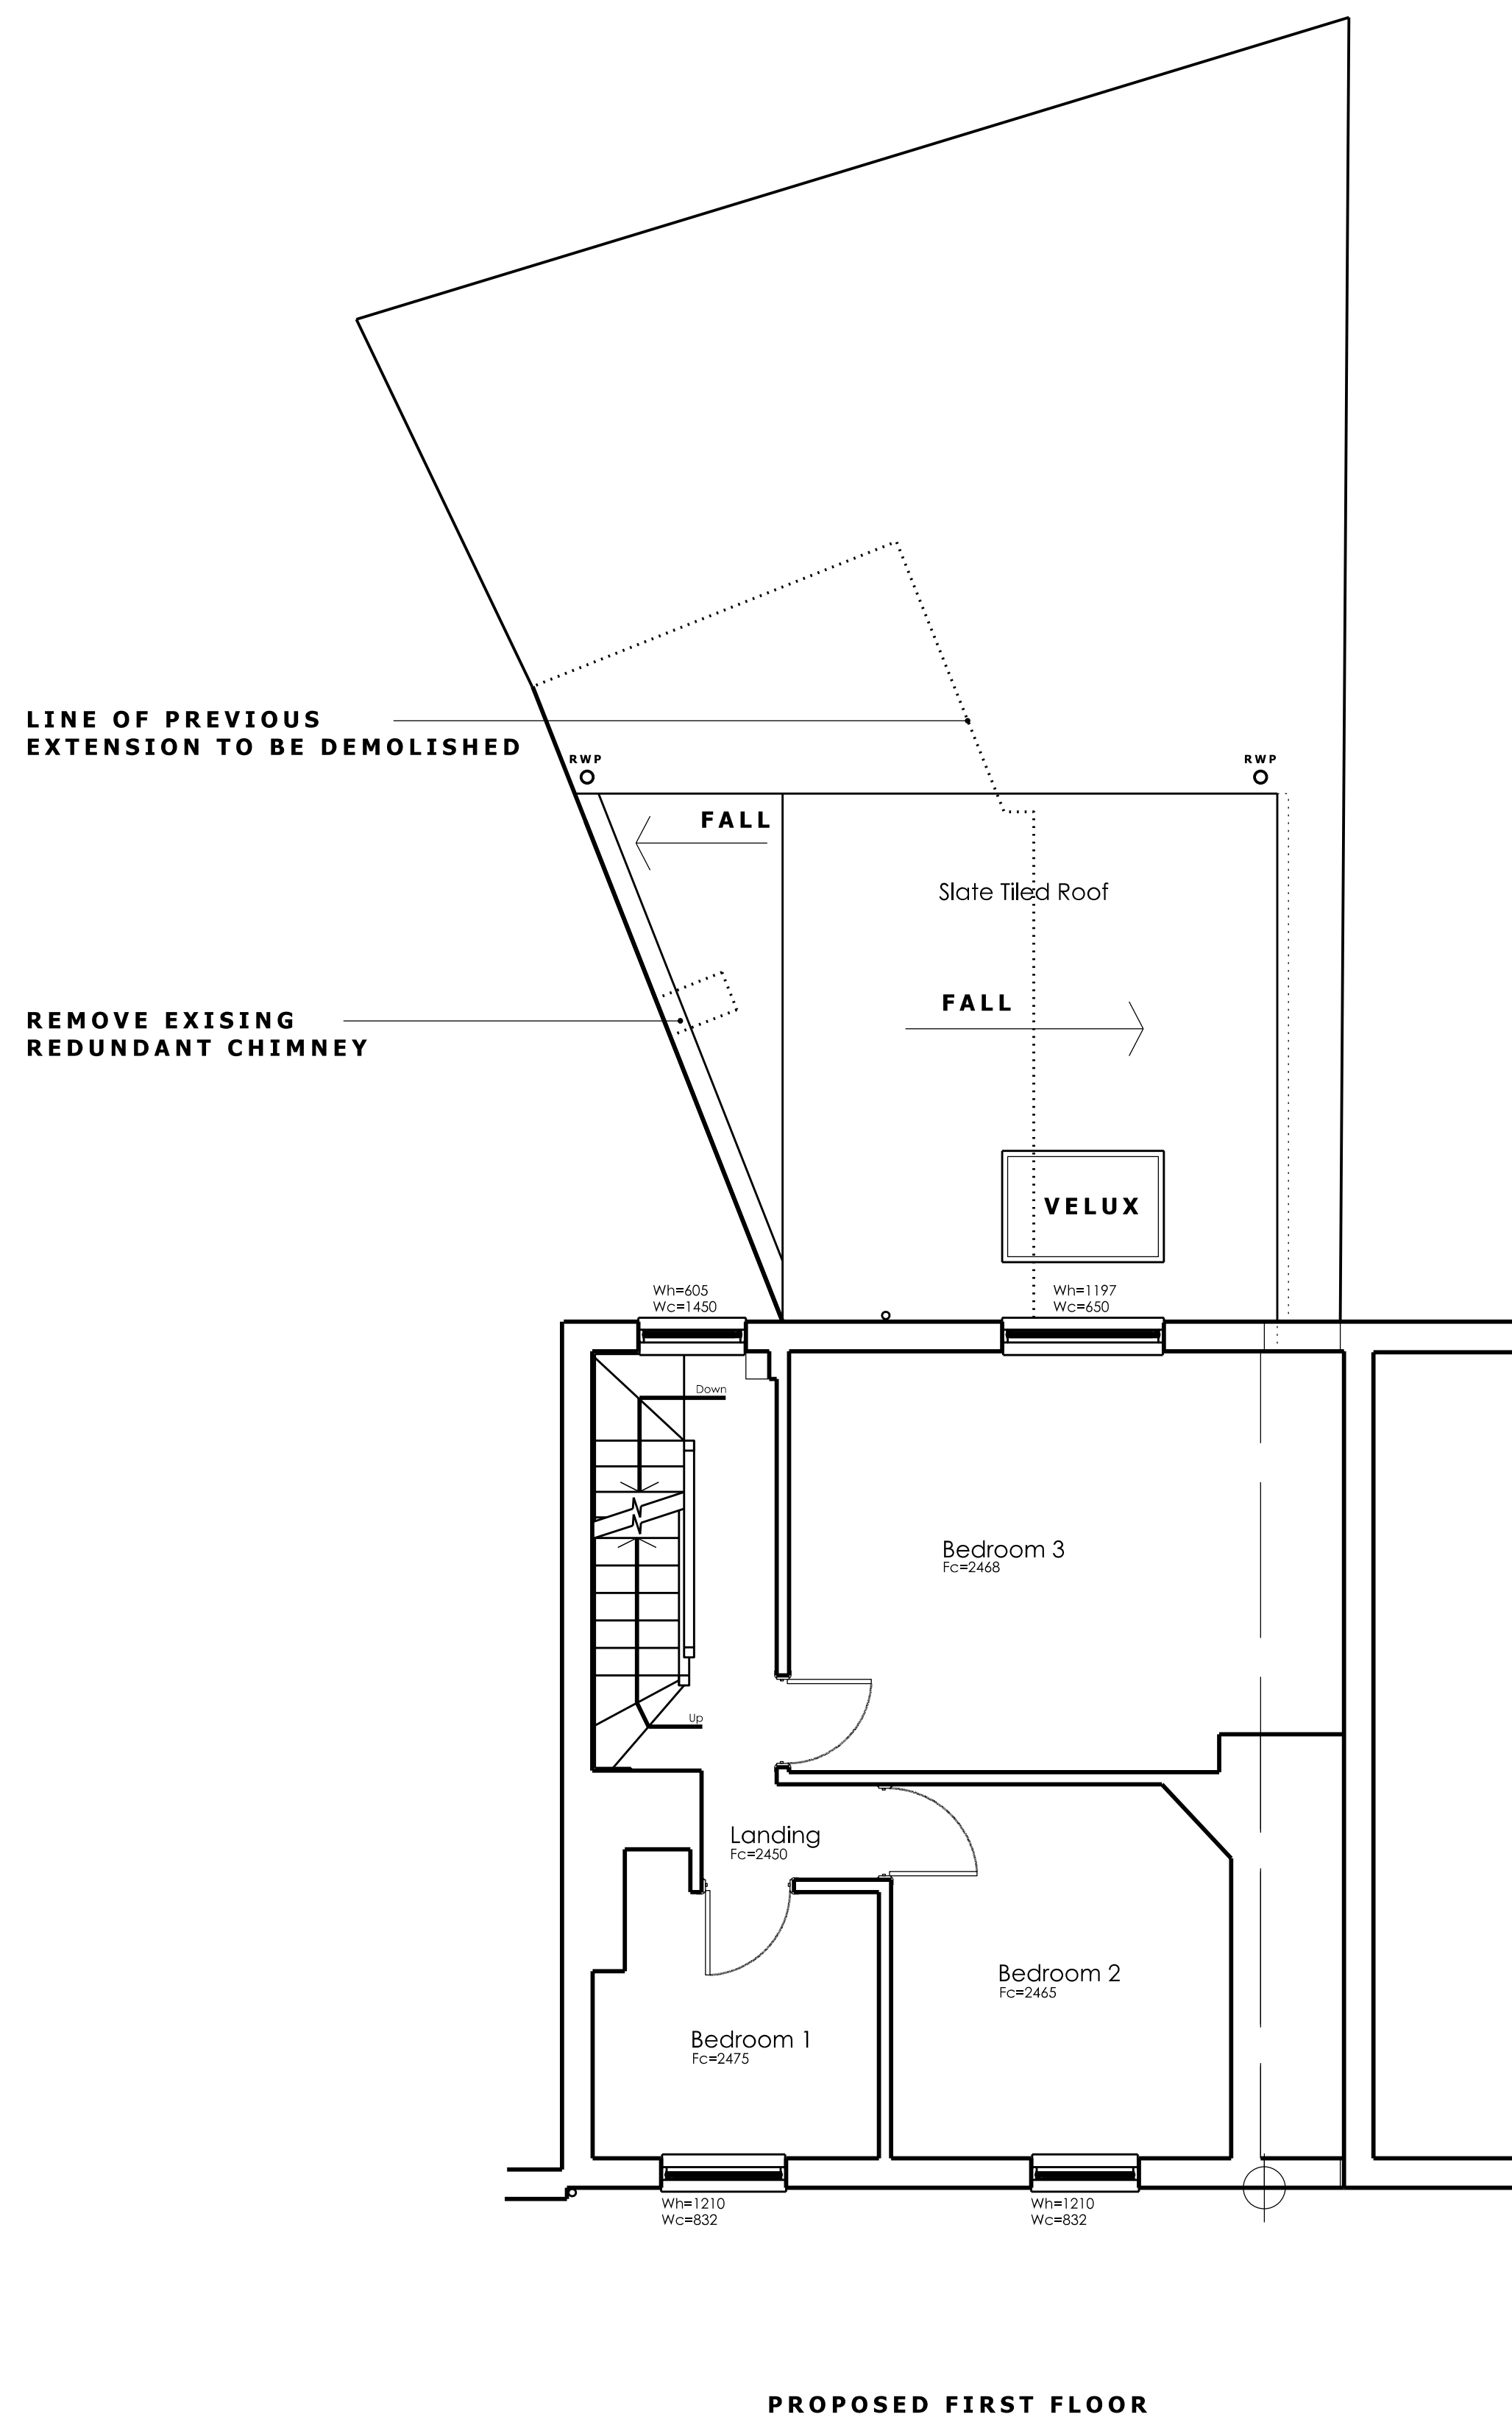 LINE OF PREVIOUS
EXTENSION TO BE DEMOLISHED
RWP
RWP
FALL
Slate Tiled Roof
FALL
REMOVE EXISING
REDUNDANT CHIMNEY
VELUX
Wh=605
Wc=1450
Wh=1197
Wc=650
Down
Bedroom 3
Fc=2468
Up
Landing
Fc=2450
Bedroom 2
Fc=2465
Bedroom 1
Fc=2475
Wh=1210
Wc=832
Wh=1210
Wc=832
PROPOSED FIRST FLOOR